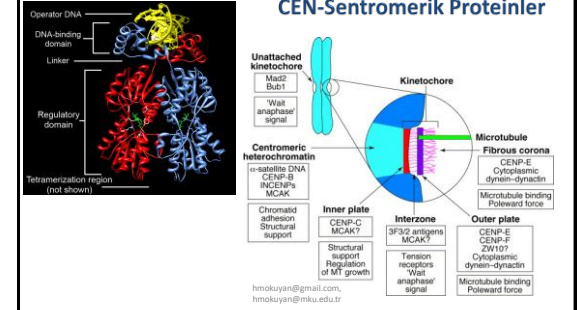 CEN-Sentromerik Proteinler
Operator DNA
DNA-binding
domain
Linker
Regulatory
domain
Tetramerization region
(not shown)
Unattached
kinetochore
Mad2
Bub1
'Wait
anaphase'
signal
Kinetochore
Microtubule
Fibrous corona
CENP-E
Cytoplasmic
dynein–dynactin
Microtubule binding
Poleward force
Centromeric
heterochromatin
α-satellite DNA
CENP-B
INCENPs
MCAK
Chromatid
adhesion
Structural
support
Inner plate
CENP-C
MCAK?
Structural
support
Regulation
of MT growth
Interzone
3F3/2 antigens
MCAK?
Tension
receptors
'Wait
anaphase'
signal
Outer plate
CENP-E
CENP-F
ZW10?
Cytoplasmic
dynein–dynactin
Microtubule binding
Poleward force
hmokuyan@gmail.com,
hmokuyan@mku.edu.tr